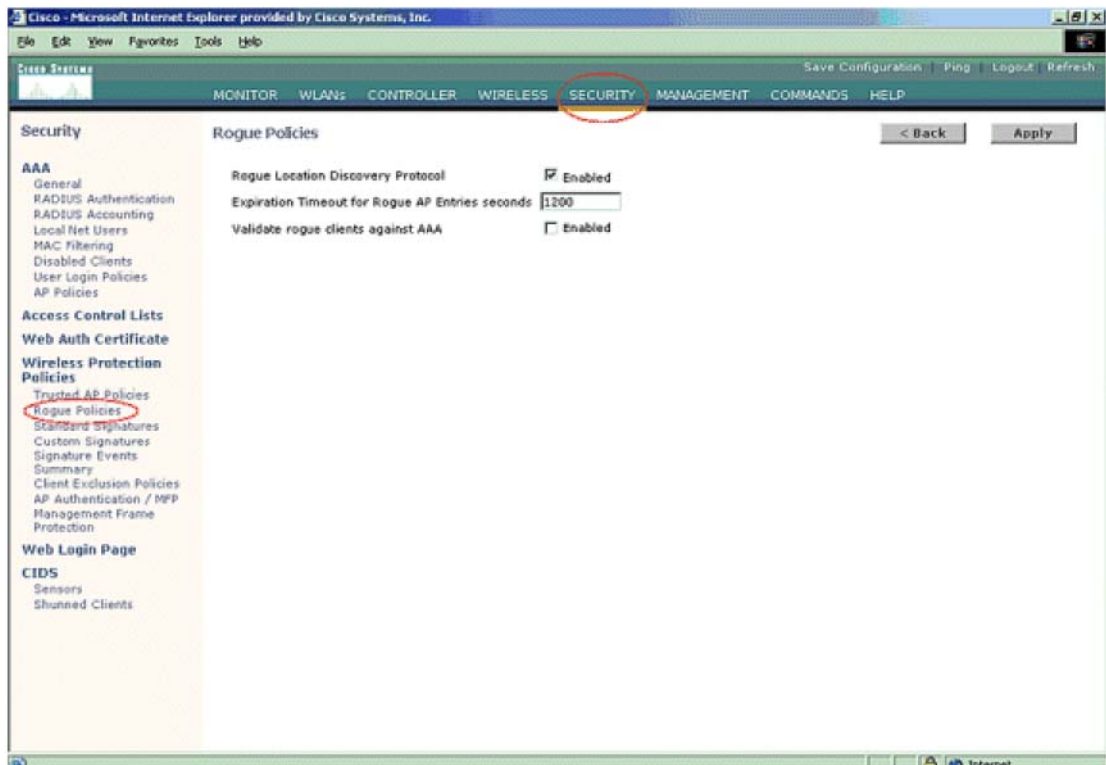 Cisco - Microsoft Internet Explorer provided by Cisco Systems, Inc.
File Edit View Favorites Tools Help
Cisco Systems
Save Configuration | Ping | Logout | Refresh
MONITOR WLANs CONTROLLER WIRELESS SECURITY MANAGEMENT COMMANDS HELP
Security
AAA
General
RADIUS Authentication
RADIUS Accounting
Local Net Users
MAC Filtering
Disabled Clients
User Login Policies
AP Policies
Access Control Lists
Web Auth Certificate
Wireless Protection
Policies
Trusted AP Policies
Rogue Policies
Standard Signatures
Custom Signatures
Signature Events
Summary
Client Exclusion Policies
AP Authentication / MFP
Management Frame
Protection
Web Login Page
CIDS
Sensors
Shunned Clients
Rogue Policies
< Back Apply
Rogue Location Discovery Protocol Enabled
Expiration Timeout for Rogue AP Entries seconds 1200
Validate rogue clients against AAA Enabled
Internet